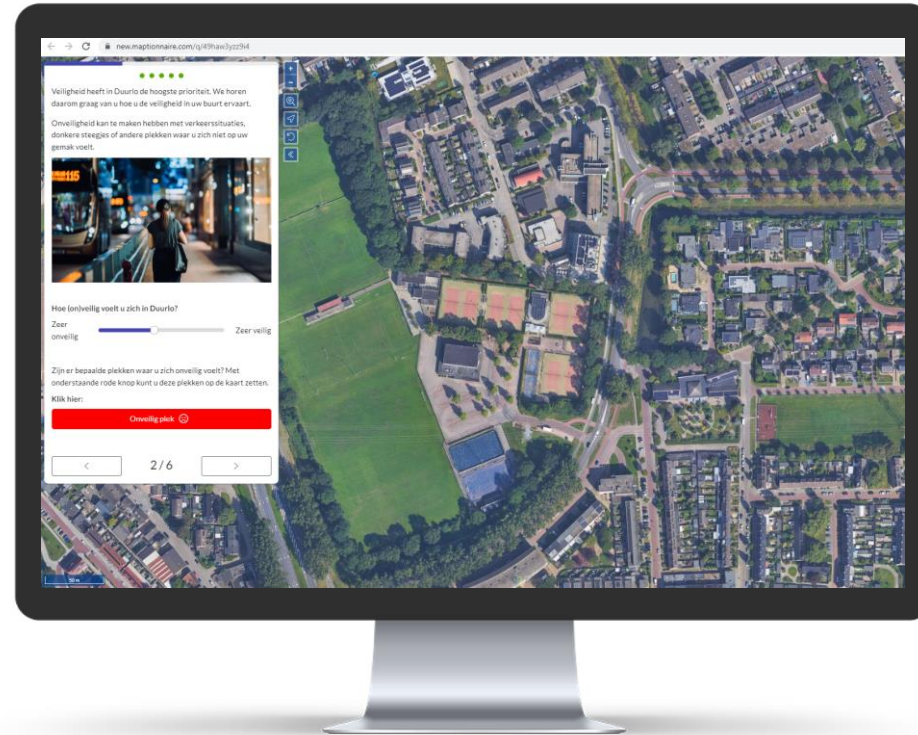 new.maptionnaire.com/q/49haw3yzz9i4
Veiligheid heeft in Duurlo de hoogste prioriteit. We horen
daarom graag van u hoe u de veiligheid in uw buurt ervaart.
Onveiligheid kan te maken hebben met verkeerssituaties,
donkere steegjes of andere plekken waar u zich niet op uw
gemak voelt.
115
Hoe (on)veilig voelt u zich in Duurlo?
Zeer
onveilig
Zeer veilig
Zijn er bepaalde plekken waar u zich onveilig voelt? Met
onderstaande rode knop kunt u deze plekken op de kaart zetten.
Klik hier:
Onveilig plek
< 2 / 6 >
50 m